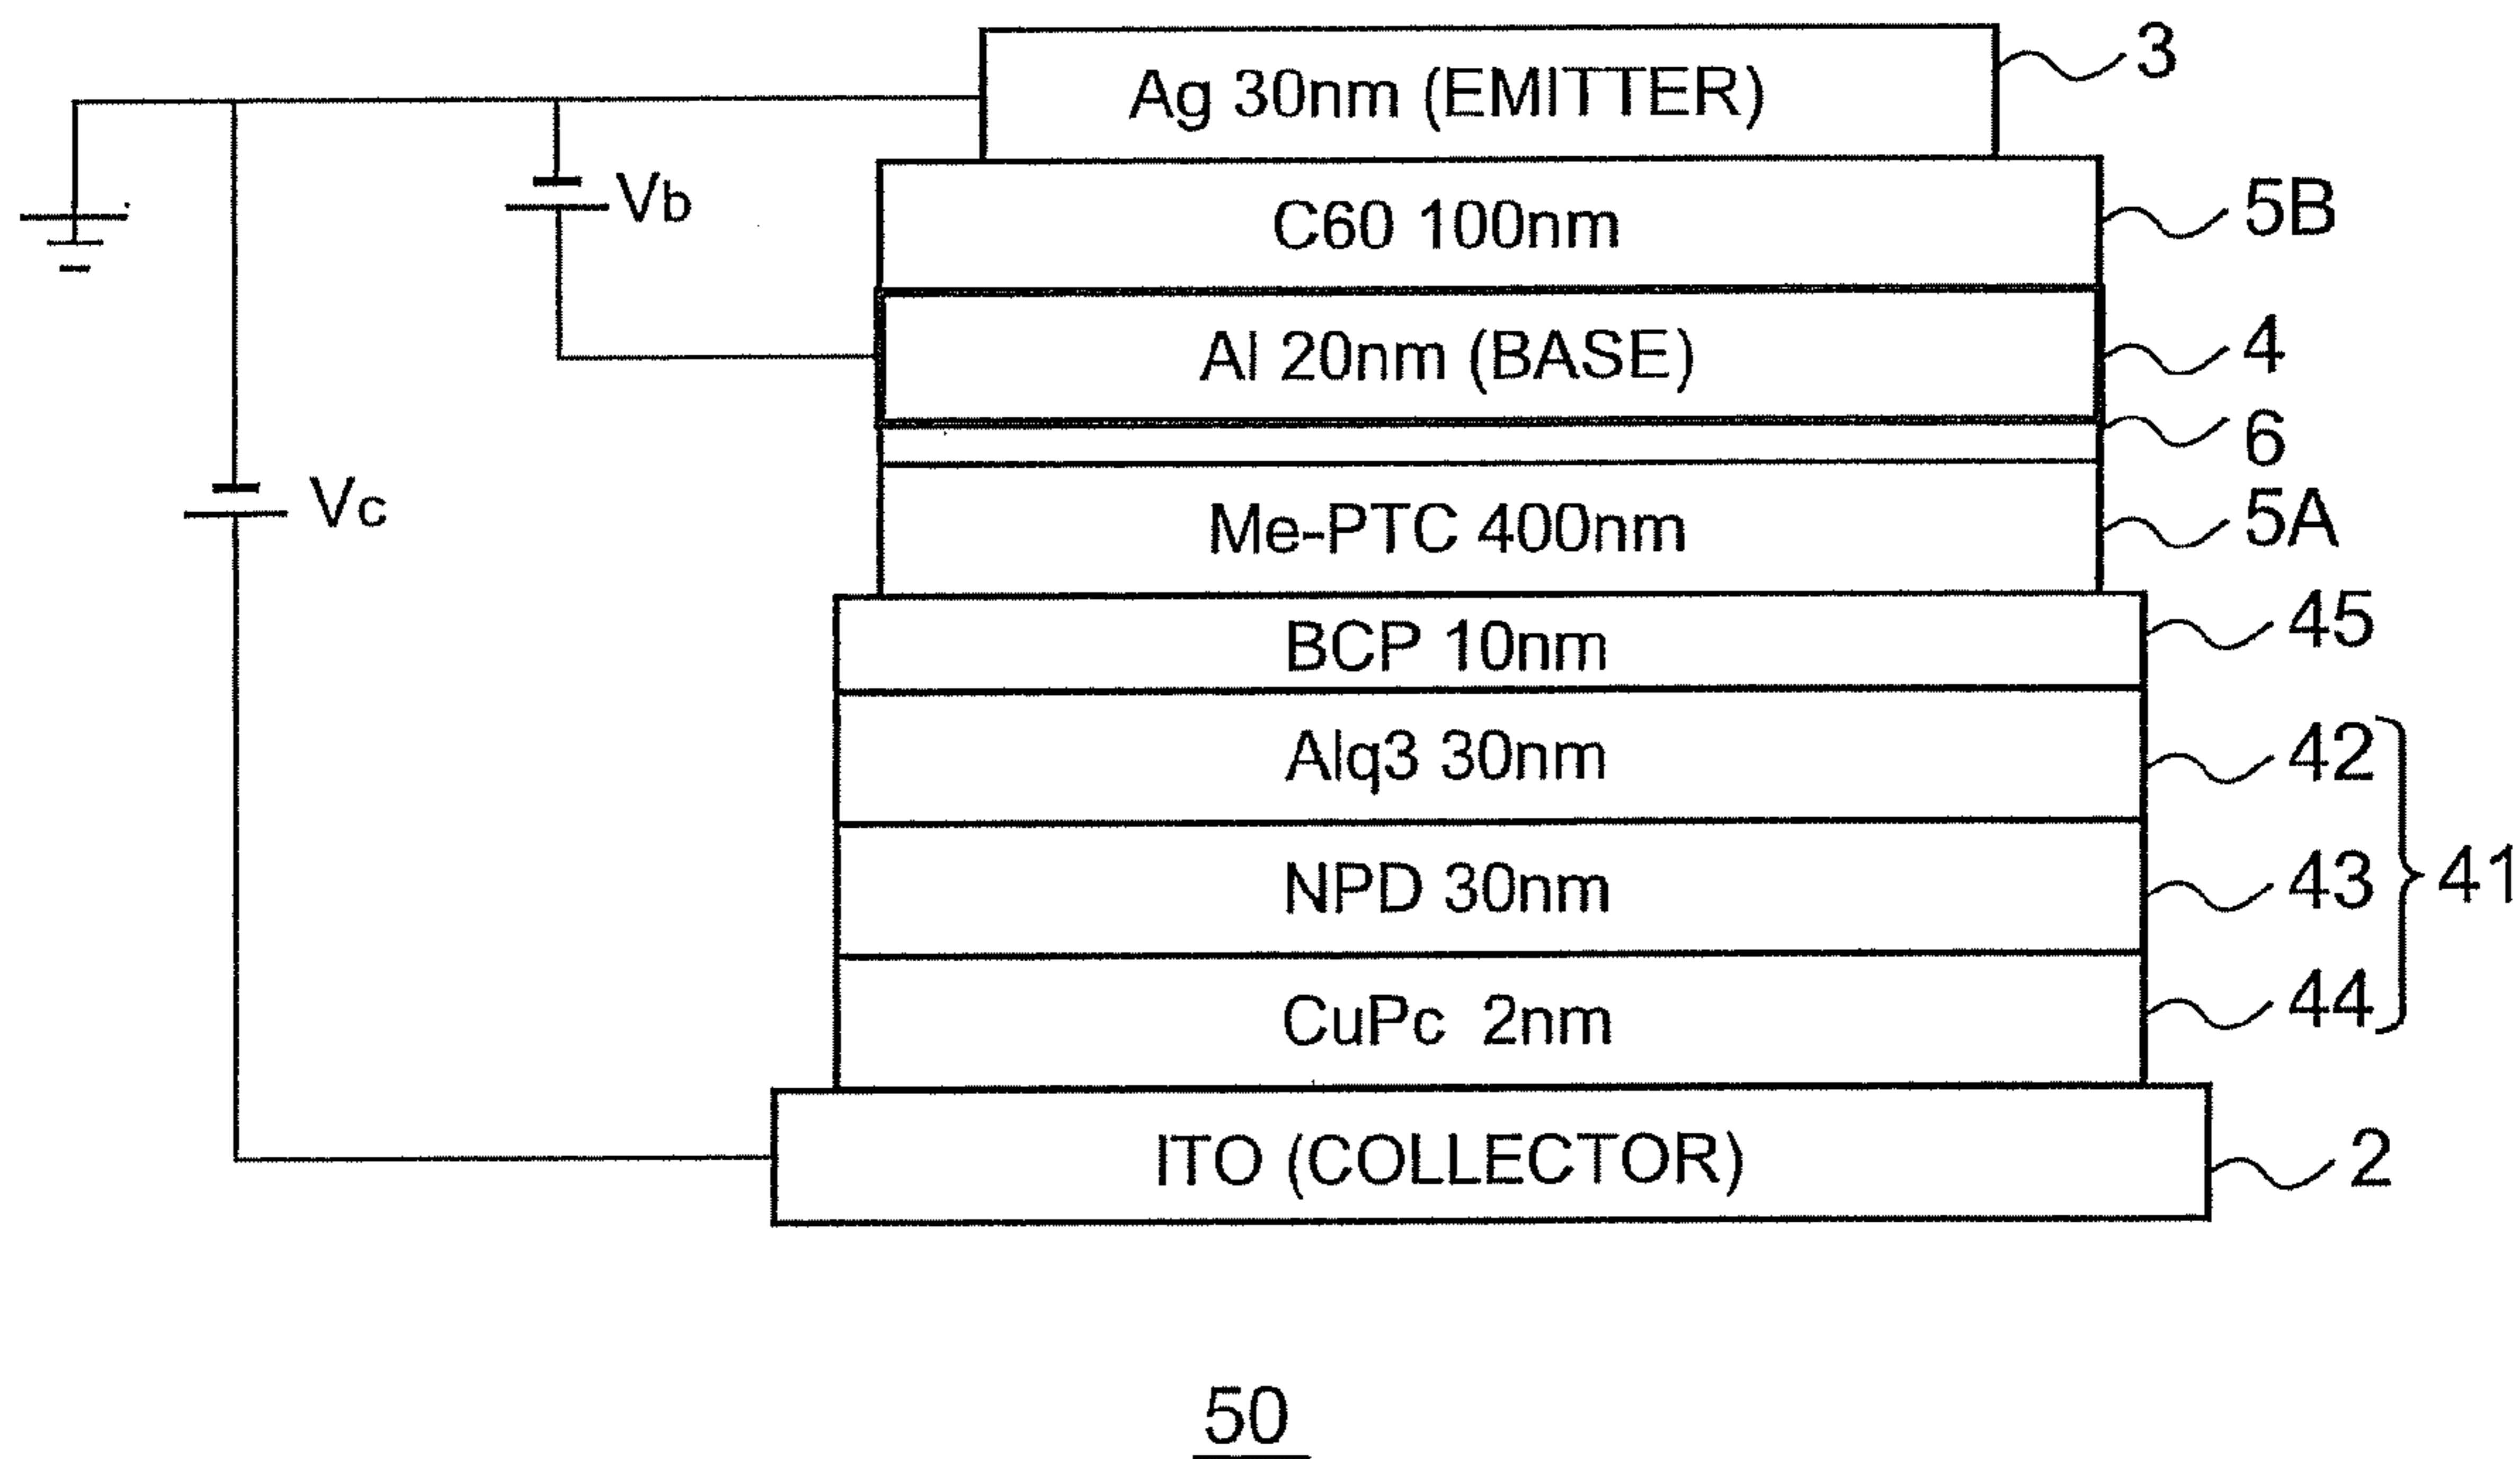 Ag 30nm (EMITTER) 3
Vb
C60 100nm 5B
Al 20nm (BASE) 4
6
Vc
Me-PTC 400nm 5A
BCP 10nm 45
Alq3 30nm 42
NPD 30nm 43 41
CuPc 2nm 44
ITO (COLLECTOR) 2
50